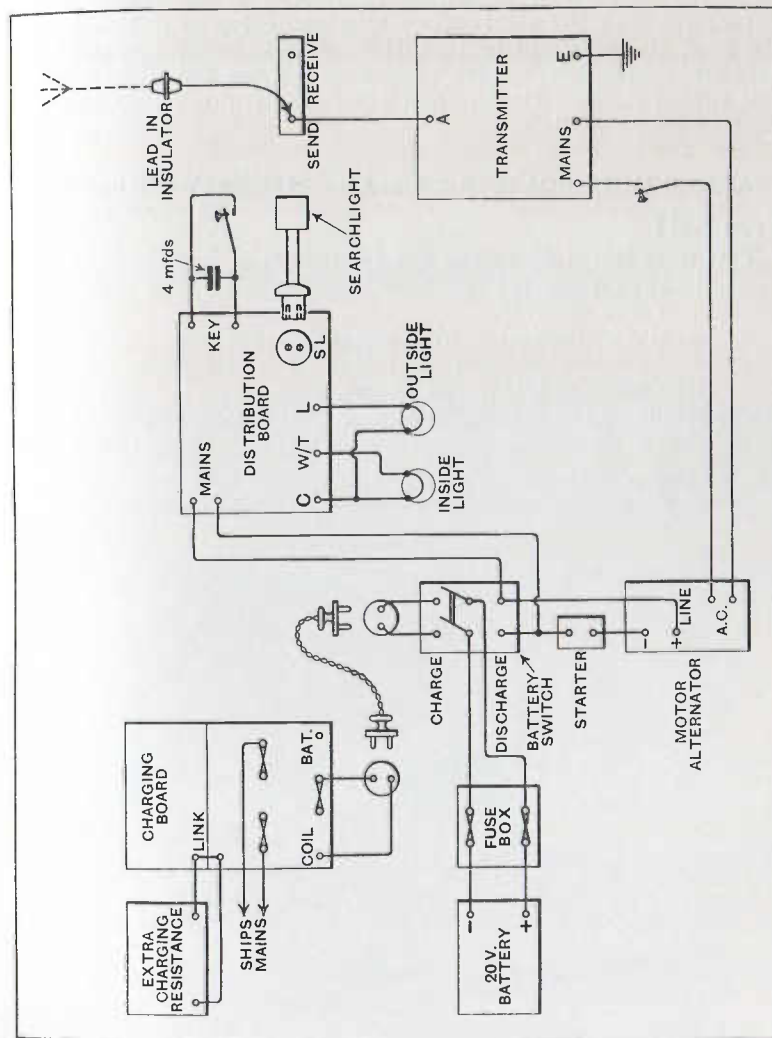 EXTRA
CHARGING
RESISTANCE
LINK
CHARGING
BOARD
SHIPS
MAINS
COIL
BAT.
20 V.
BATTERY
-
+
FUSE
BOX
CHARGE
DISCHARGE
BATTERY
SWITCH
STARTER
-
+
LINE
A.C.
MOTOR
ALTERNATOR
MAINS
DISTRIBUTION
BOARD
KEY
4 mfds
C
W/T
L
S L
INSIDE
LIGHT
OUTSIDE
LIGHT
SEARCHLIGHT
LEAD IN
INSULATOR
SEND
RECEIVE
A
TRANSMITTER
MAINS
E